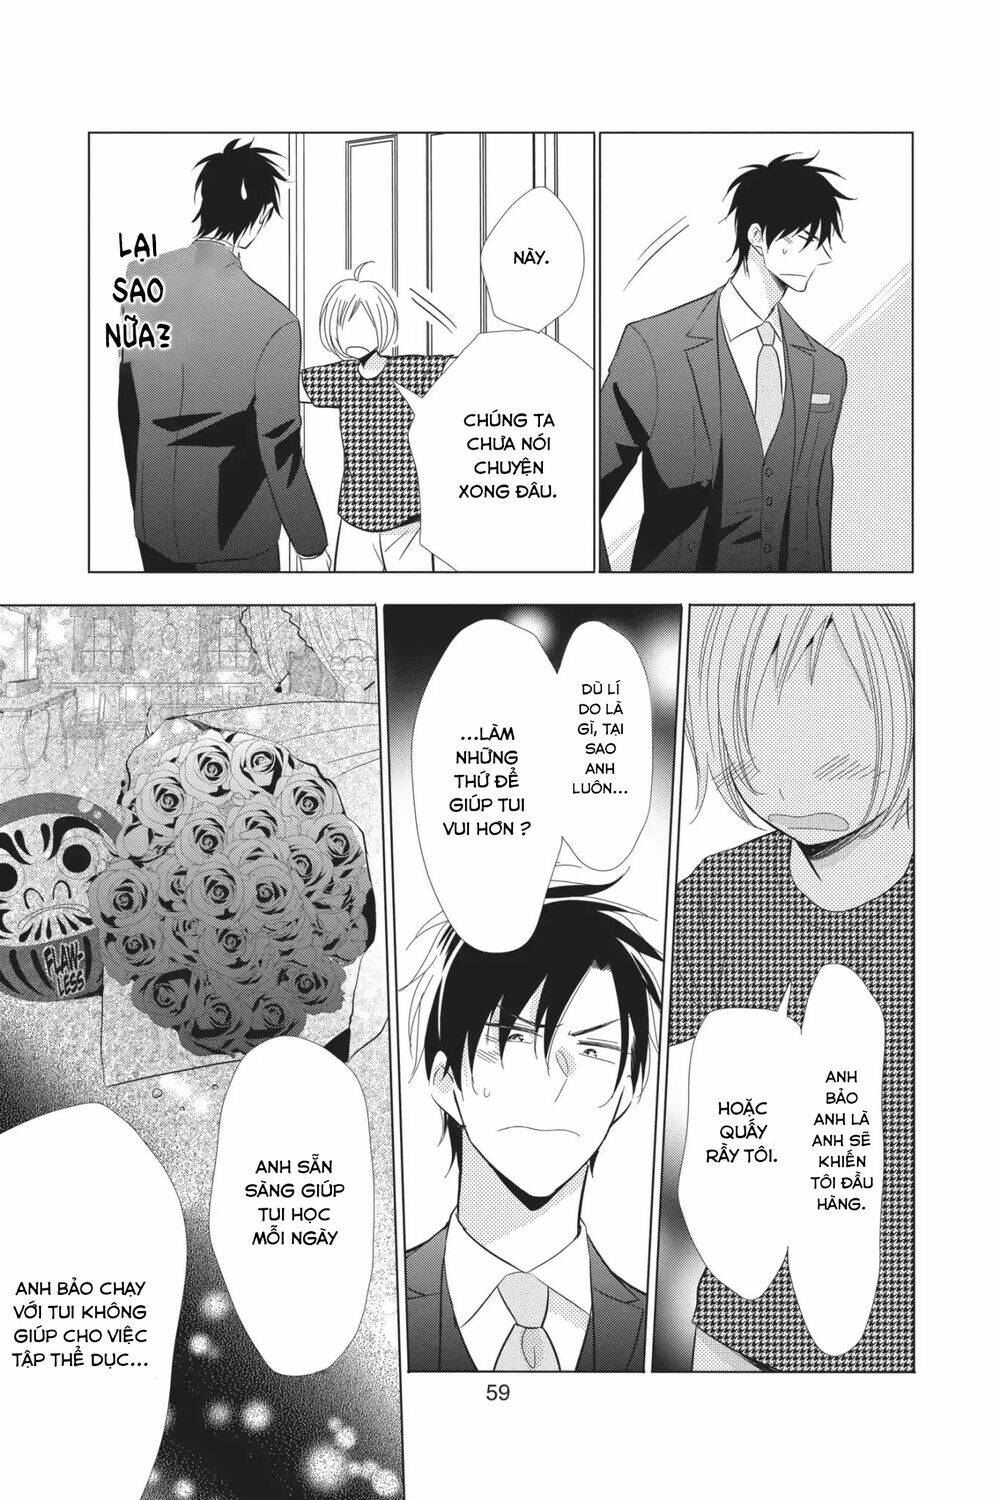 NÀY.
CHÚNG TA
CHƯA NÓI
CHUYỆN
XONG ĐÂU.
LẠI
SAO
NỮA?
ANH
BẢO
ANH LÀ
ANH SẼ
KHIẾN
TÔI ĐẦU
HÀNG.
HOẶC
QUẤY
RẦY TÔI.
DÙ LÍ
DO LÀ
GÌ, TẠI
SAO
ANH
LUÔN...
...LÀM
NHỮNG
THỨ ĐỂ
GIÚP TUI
VUI HƠN ?
FLAW-
LESS
ANH SẴN
SÀNG GIÚP
TUI HỌC
MỖI NGÀY
ANH BẢO CHẠY
VỚI TUI KHÔNG
GIÚP CHO VIỆC
TẬP THỂ DỤC...
59